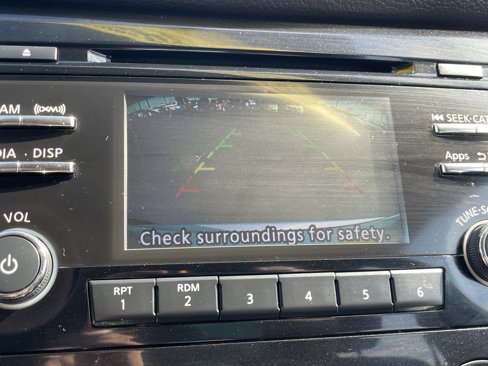 AM XM
SEEK-CAT
DIA DISP
Apps
VOL
TUNE-S
Check surroundings for safety.
RPT RDM
1 2 3 4 5 6